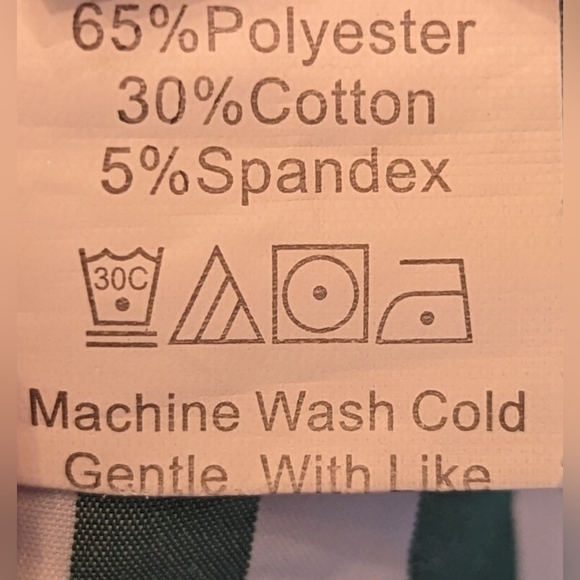 65%Polyester
30%Cotton
5%Spandex
30C
Machine Wash Cold
Gentle, With Like